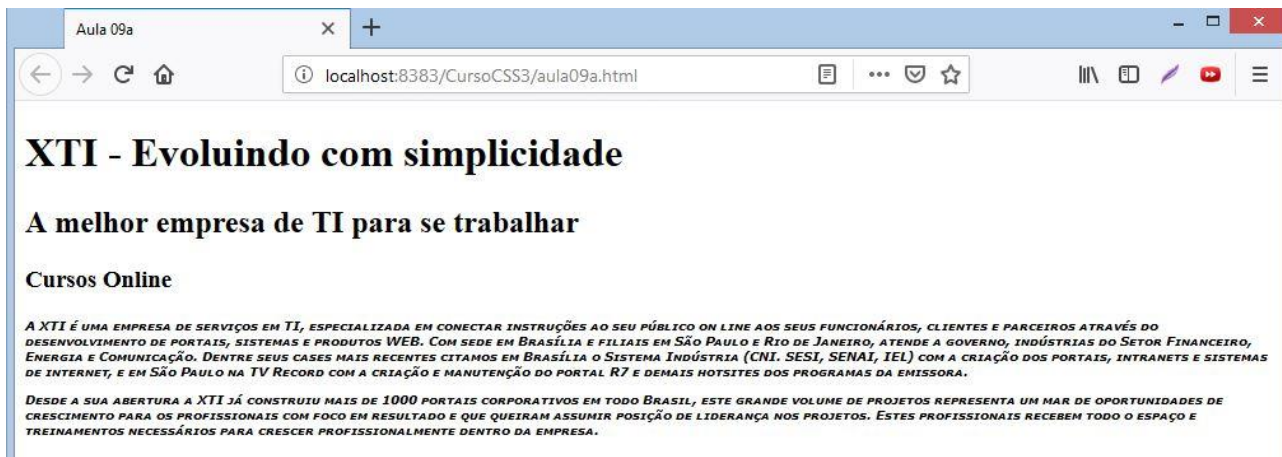 Aula 09a
localhost:8383/CursoCSS3/aula09a.html
XTI - Evoluindo com simplicidade
A melhor empresa de TI para se trabalhar
Cursos Online
A XTI é uma empresa de serviços em TI, especializada em conectar instruções ao seu público on line aos seus funcionários, clientes e parceiros através do
desenvolvimento de portais, sistemas e produtos WEB. Com sede em Brasília e filiais em São Paulo e Rio de Janeiro, atende a governo, indústrias do Setor Financeiro,
Energia e Comunicação. Dentre seus cases mais recentes citamos em Brasília o Sistema Indústria (CNI. SESI, SENAI, IEL) com a criação dos portais, intranets e sistemas
de internet, e em São Paulo na TV Record com a criação e manutenção do portal R7 e demais hotsites dos programas da emissora.
Desde a sua abertura a XTI já construiu mais de 1000 portais corporativos em todo Brasil, este grande volume de projetos representa um mar de oportunidades de
crescimento para os profissionais com foco em resultado e que queiram assumir posição de liderança nos projetos. Estes profissionais recebem todo o espaço e
treinamentos necessários para crescer profissionalmente dentro da empresa.